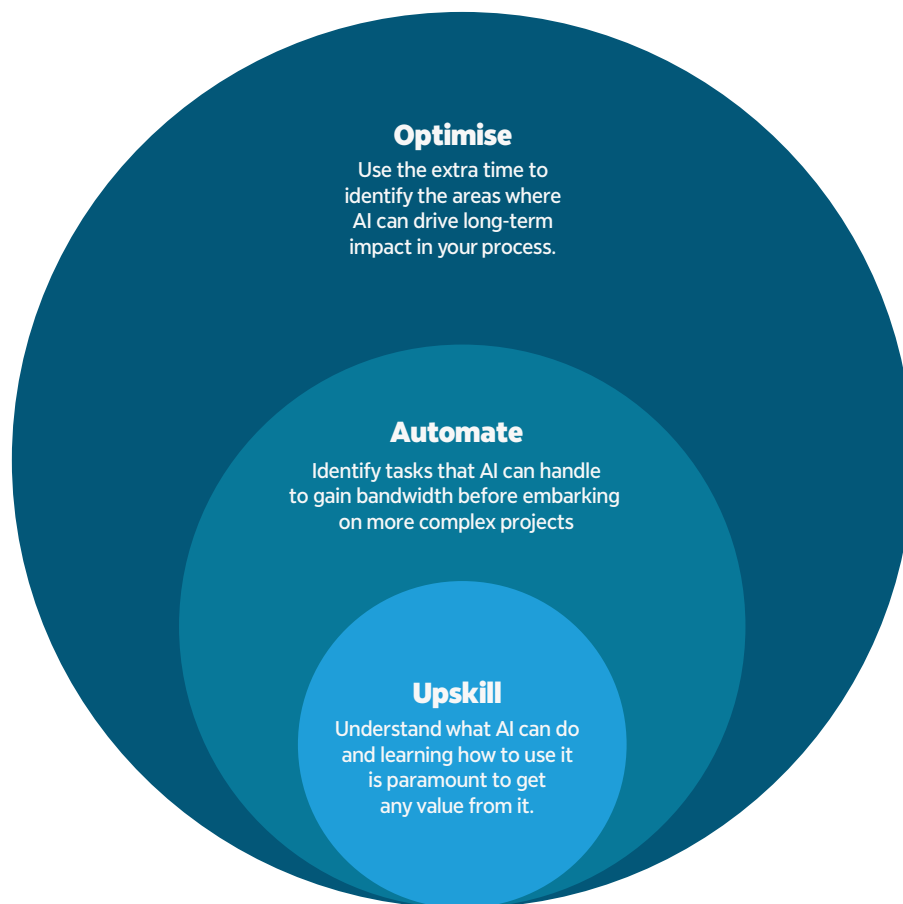 Optimise
Use the extra time to
identify the areas where
AI can drive long-term
impact in your process.
Automate
Identify tasks that AI can handle
to gain bandwidth before embarking
on more complex projects
Upskill
Understand what AI can do
and learning how to use it
is paramount to get
any value from it.